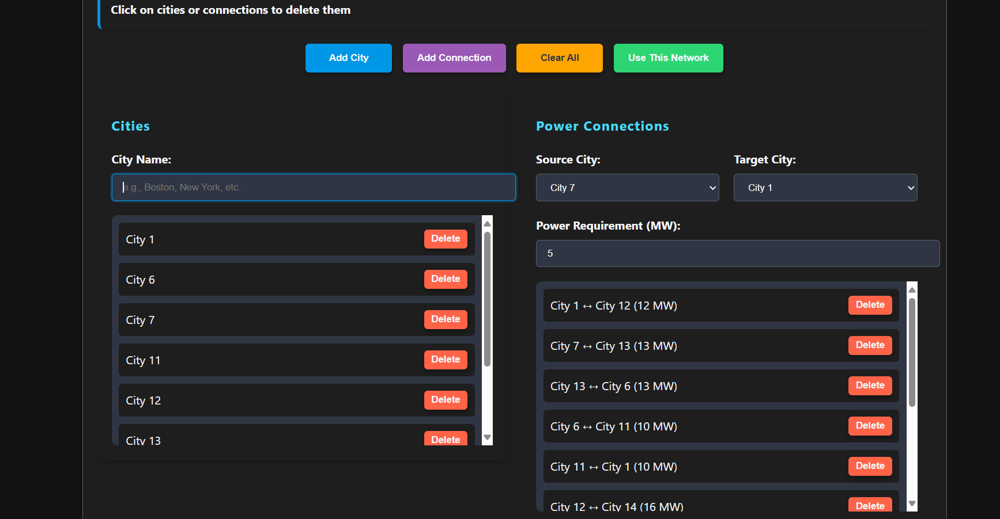 Click on cities or connections to delete them
Add City
Add Connection
Clear All
Use This Network
Cities
City Name:
e.g., Boston, New York, etc.
City 1
Delete
City 6
Delete
City 7
Delete
City 11
Delete
City 12
Delete
City 13
Delete
Power Connections
Source City:
Target City:
City 7
City 1
Power Requirement (MW):
5
City 1 ↔ City 12 (12 MW)
Delete
City 7 ↔ City 13 (13 MW)
Delete
City 13 ↔ City 6 (13 MW)
Delete
City 6 ↔ City 11 (10 MW)
Delete
City 11 ↔ City 1 (10 MW)
Delete
City 12 ↔ City 14 (16 MW)
Delete